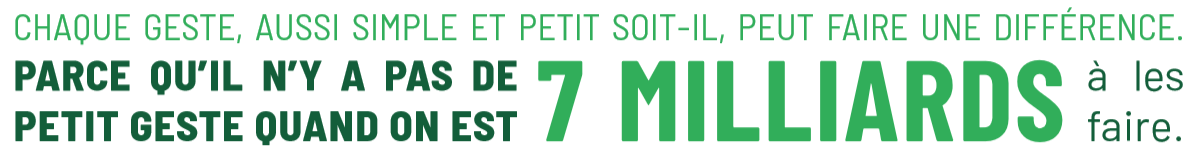 CHAQUE GESTE, AUSSI SIMPLE ET PETIT SOIT-IL, PEUT FAIRE UNE DIFFÉRENCE.
PARCE QU’IL N’Y A PAS DE
PETIT GESTE QUAND ON EST
7 MILLIARDS
à les
faire.